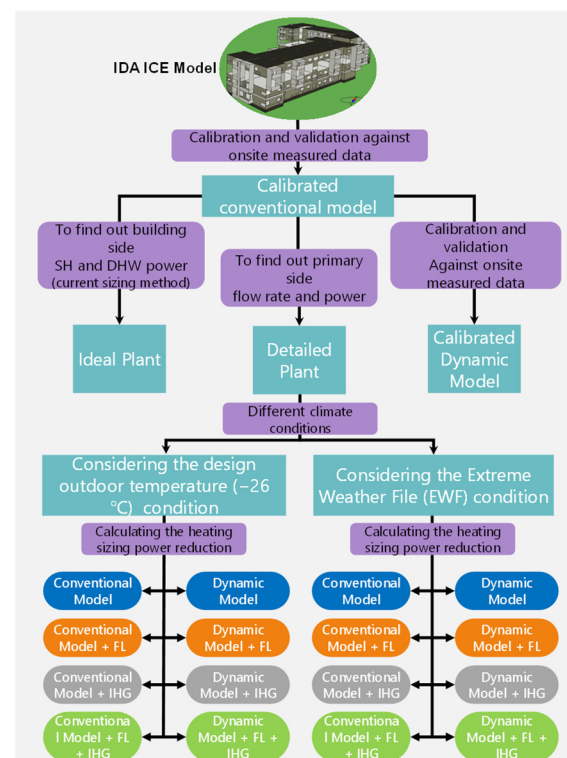 IDA ICE Model
Calibration and validation against
onsite measured data
Calibrated
conventional model
To find out building
side
SH and DHW power
(current sizing method)
To find out primary
side
flow rate and power
Calibration and
validation
Against onsite
measured data
Ideal Plant
Detailed
Plant
Calibrated
Dynamic
Model
Different climate
conditions
Considering the design
outdoor temperature (−26
°C) condition
Considering the Extreme
Weather File (EWF) condition
Calculating the heating
sizing power reduction
Calculating the heating
sizing power reduction
Conventional
Model
Dynamic
Model
Conventional
Model
Dynamic
Model
Conventional
Model + FL
Dynamic
Model + FL
Conventional
Model + FL
Dynamic
Model + FL
Conventional
Model + IHG
Dynamic
Model + IHG
Conventional
Model + IHG
Dynamic
Model + IHG
Conventiona
l Model + FL
+ IHG
Dynamic
Model + FL +
IHG
Conventiona
l Model + FL
+ IHG
Dynamic
Model + FL +
IHG